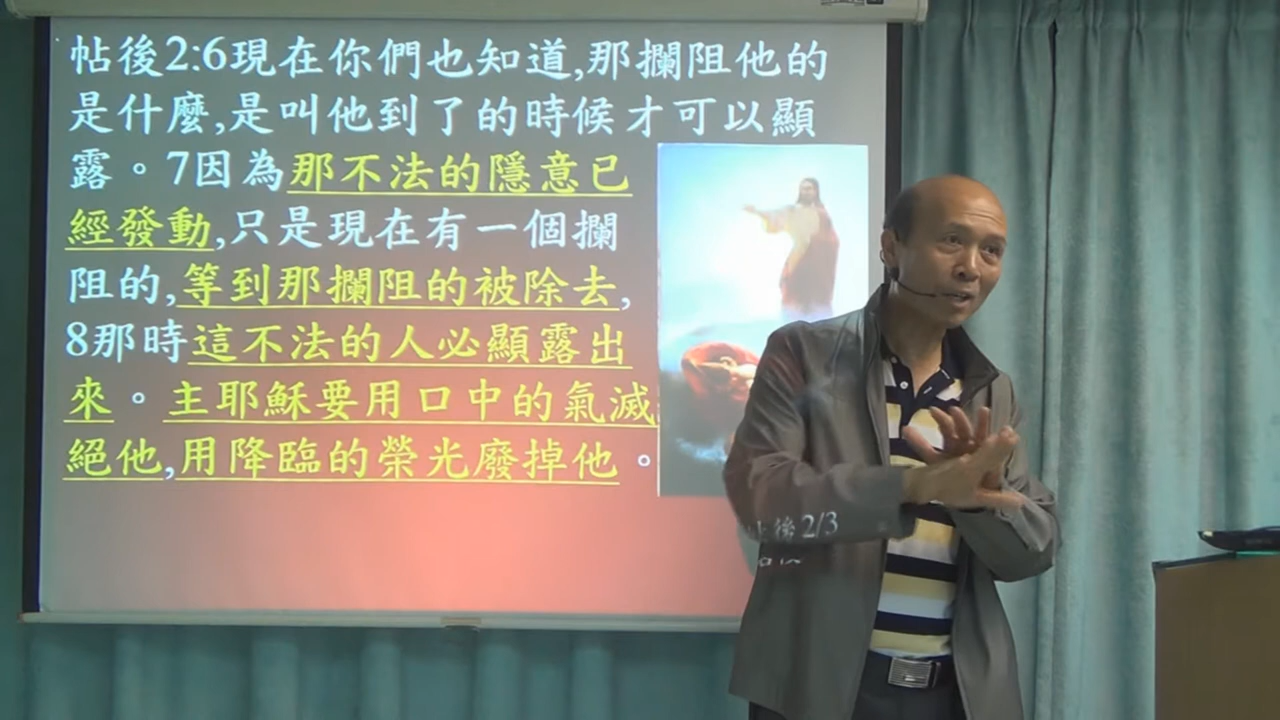 帖後2:6現在你們也知道,那攔阻他的
是什麼,是叫他到了的時候才可以顯
露。7因為那不法的隱意已
經發動,只是現在有一個攔
阻的,等到那攔阻的被除去,
8那時這不法的人必顯露出
來。主耶穌要用口中的氣滅
絕他,用降臨的榮光廢掉他。
後2/3